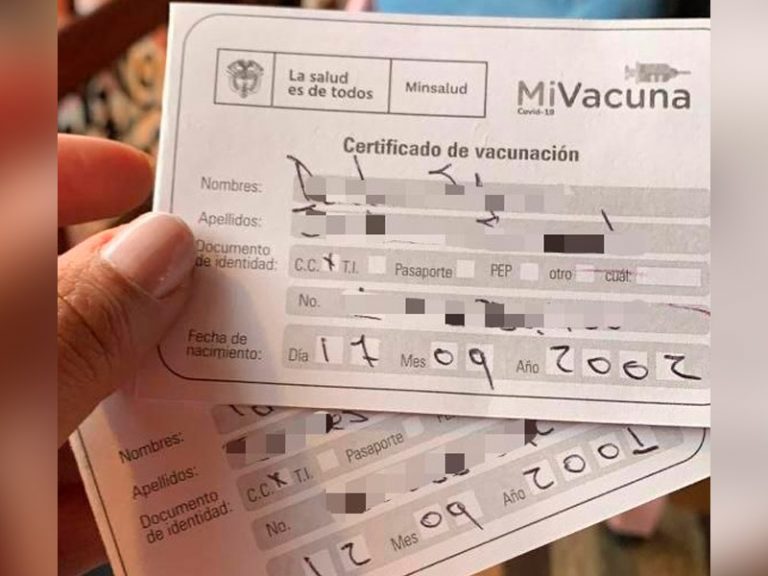 La salud
es de todos
Minsalud
MiVacuna
Covid-19
Certificado de vacunación
Nombres:
Apellidos:
Documento
de identidad: C.C. x T.I. Pasaporte PEP otro cuál:
No.
Fecha de
nacimiento: Día 17 Mes 09 Año 2002
Nombres:
Apellidos:
Documento
de identidad: C.C. x T.I. Pasaporte
No.
12 Mes 09 Año